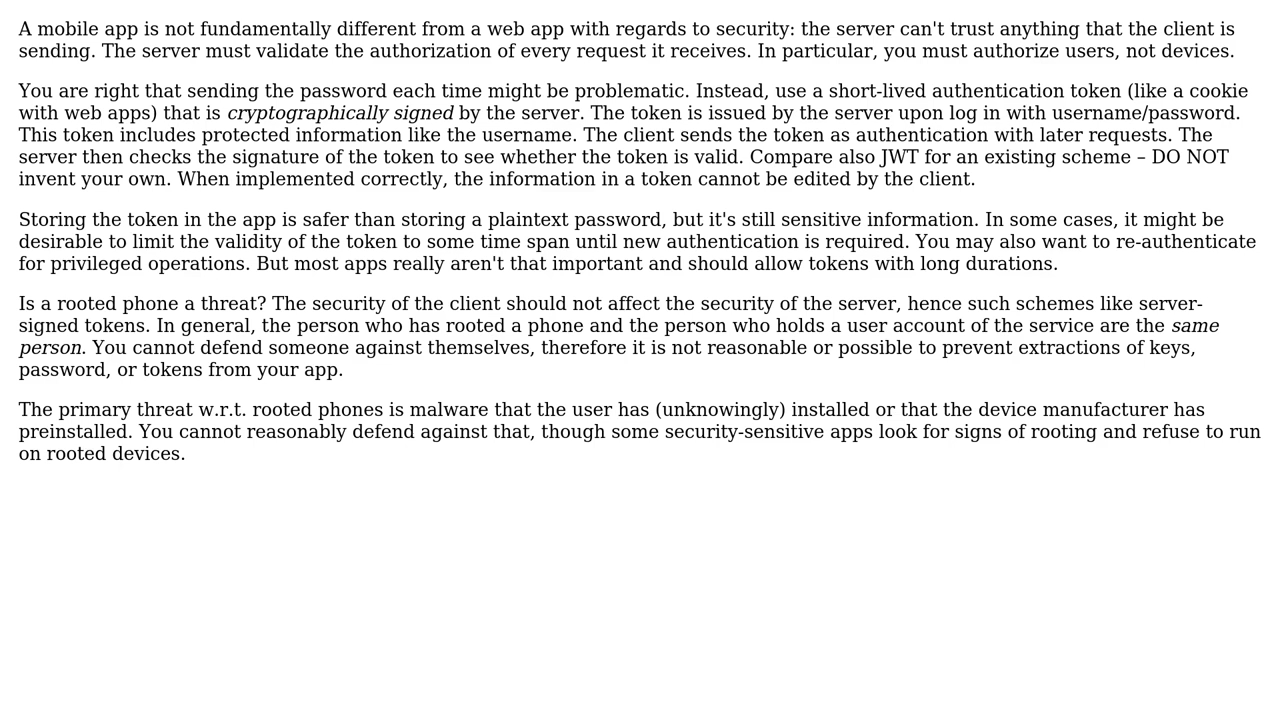 A mobile app is not fundamentally different from a web app with regards to security: the server can't trust anything that the client is
sending. The server must validate the authorization of every request it receives. In particular, you must authorize users, not devices.
You are right that sending the password each time might be problematic. Instead, use a short-lived authentication token (like a cookie
with web apps) that is cryptographically signed by the server. The token is issued by the server upon log in with username/password.
This token includes protected information like the username. The client sends the token as authentication with later requests. The
server then checks the signature of the token to see whether the token is valid. Compare also JWT for an existing scheme – DO NOT
invent your own. When implemented correctly, the information in a token cannot be edited by the client.
Storing the token in the app is safer than storing a plaintext password, but it's still sensitive information. In some cases, it might be
desirable to limit the validity of the token to some time span until new authentication is required. You may also want to re-authenticate
for privileged operations. But most apps really aren't that important and should allow tokens with long durations.
Is a rooted phone a threat? The security of the client should not affect the security of the server, hence such schemes like server-
signed tokens. In general, the person who has rooted a phone and the person who holds a user account of the service are the same
person. You cannot defend someone against themselves, therefore it is not reasonable or possible to prevent extractions of keys,
password, or tokens from your app.
The primary threat w.r.t. rooted phones is malware that the user has (unknowingly) installed or that the device manufacturer has
preinstalled. You cannot reasonably defend against that, though some security-sensitive apps look for signs of rooting and refuse to run
on rooted devices.